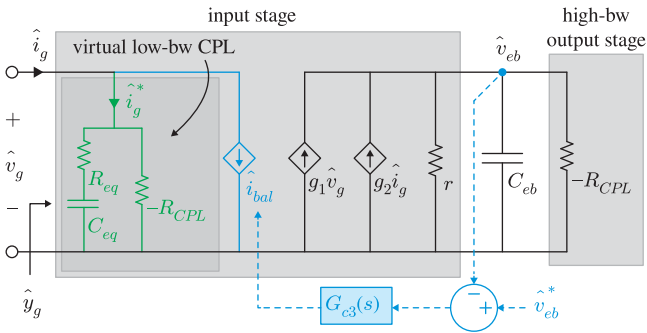 input stage
high-bw
output stage
virtual low-bw CPL
î_g
î_g^*
v̂_eb
+
v̂_g
−
R_eq
C_eq
−R_CPL
î_bal
g_1 v̂_g
g_2 î_g
r
C_eb
−R_CPL
ŷ_g
G_c3(s)
−
+
v̂_eb^*